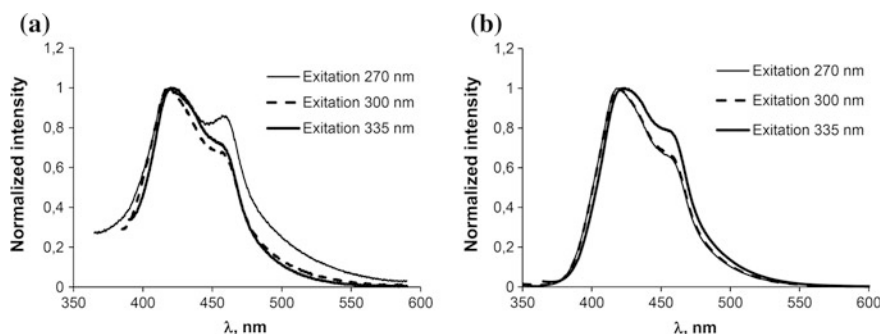 (a)
Normalized intensity
1,2
1
0,8
0,6
0,4
0,2
0
350 400 450 500 550 600
λ, nm
Exitation 270 nm
Exitation 300 nm
Exitation 335 nm
(b)
Normalized intensity
1,2
1
0,8
0,6
0,4
0,2
0
350 400 450 500 550 600
λ, nm
Exitation 270 nm
Exitation 300 nm
Exitation 335 nm